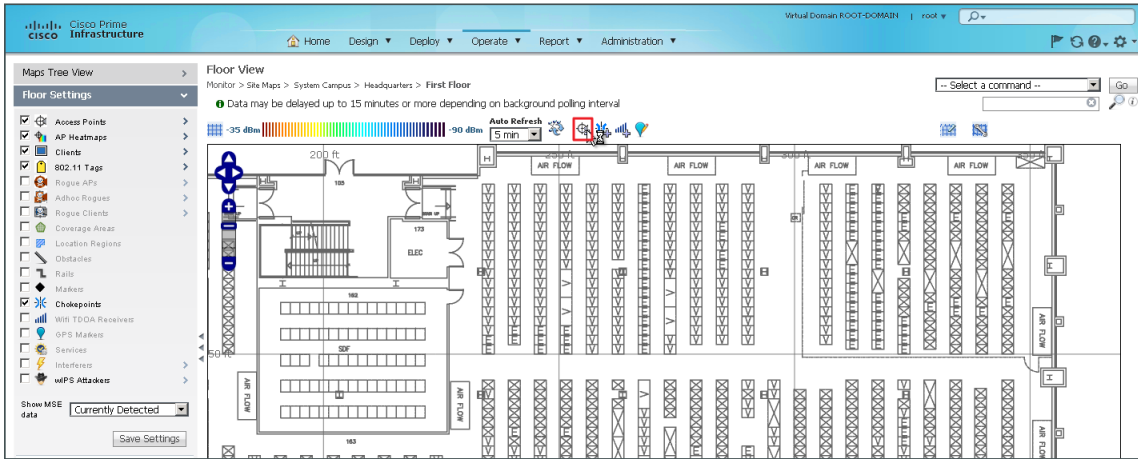 Virtual Domain ROOT-DOMAIN | root
cisco Cisco Prime
Infrastructure
Home Design Deploy Operate Report Administration
Maps Tree View
Floor Settings
Access Points
AP Heatmaps
Clients
802.11 Tags
Rogue APs
Adhoc Rogues
Rogue Clients
Coverage Areas
Location Regions
Obstacles
Rails
Markers
Chokepoints
Wifi TDOA Receivers
GPS Markers
Services
Interferers
wIPS Attackers
Show MSE data
Currently Detected
Save Settings
Floor View
Monitor > Site Maps > System Campus > Headquarters > First Floor
-- Select a command -- Go
Data may be delayed up to 15 minutes or more depending on background polling interval
-35 dBm -90 dBm
Auto Refresh
5 min
200 ft 250 ft 300 ft
50 ft
AIR FLOW AIR FLOW AIR FLOW AIR FLOW
185
173
ELEC
162
SDF
163
AIR FLOW
AIR FLOW
AIR FLOW
AIR FLOW